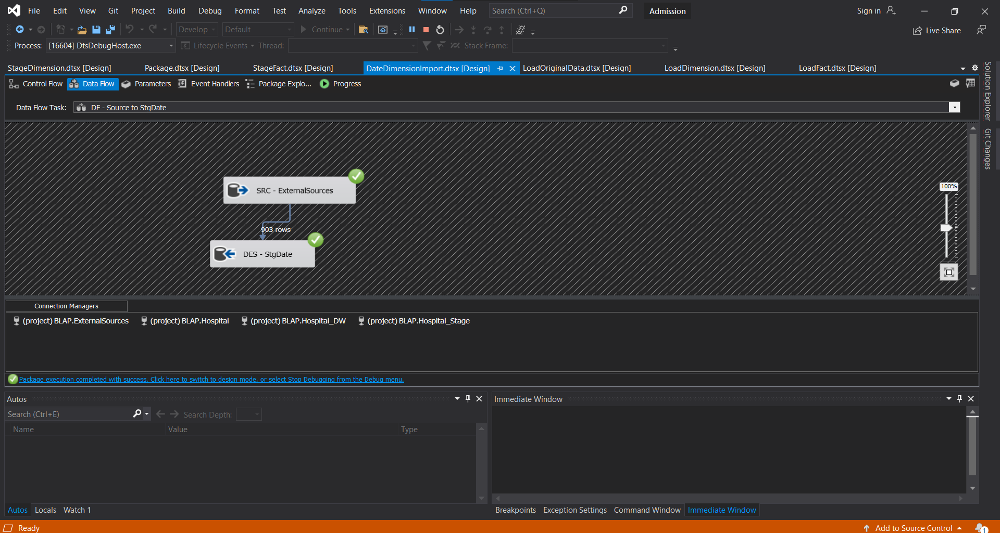 File Edit View Git Project Build Debug Format Test Analyze Tools Extensions Window Help Search (Ctrl+Q) Admission Sign in
Develop Default Continue Live Share
Process: [16604] DtsDebugHost.exe Lifecycle Events Thread: Stack Frame:
StageDimension.dtsx [Design] Package.dtsx [Design] StageFact.dtsx [Design] DateDimensionImport.dtsx [Design] LoadOriginalData.dtsx [Design] LoadDimension.dtsx [Design] LoadFact.dtsx [Design]
Control Flow Data Flow Parameters Event Handlers Package Explo... Progress
Data Flow Task: DF - Source to StgDate
Solution Explorer
Git Changes
SRC - ExternalSources
100%
903 rows
DES - StgDate
Connection Managers
(project) BLAP.ExternalSources (project) BLAP.Hospital (project) BLAP.Hospital_DW (project) BLAP.Hospital_Stage
Package execution completed with success. Click here to switch to design mode, or select Stop Debugging from the Debug menu.
Autos
Search (Ctrl+E) Search Depth:
Name Value Type
Autos Locals Watch 1
Immediate Window
Breakpoints Exception Settings Command Window Immediate Window
Ready Add to Source Control 1